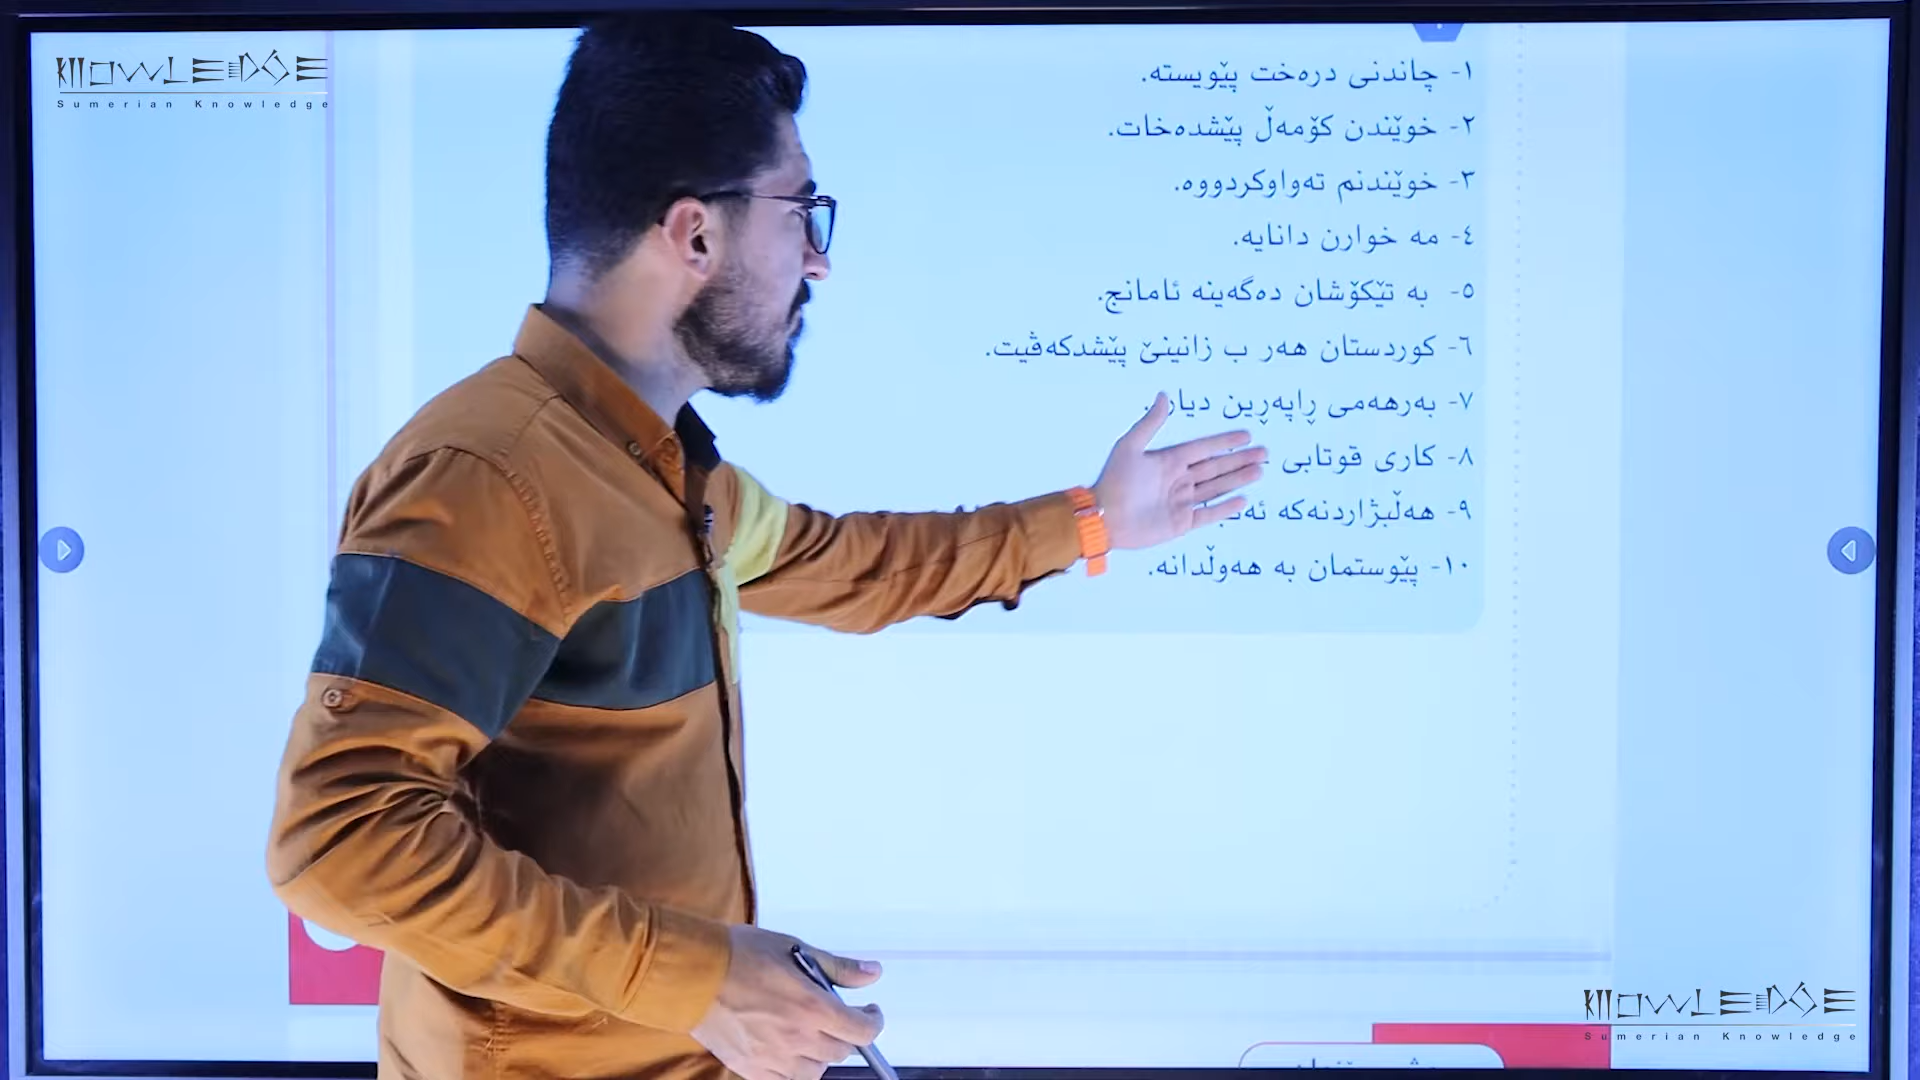 KNOWLEDGE
Sumerian Knowledge
١- چاندنی درەخت پێویستە.
٢- خوێندن کۆمەڵ پێشدەخات.
٣- خوێندنم تەواوکردووە.
٤- مە خوارن دانایە.
٥- بە تێکۆشان دەگەینە ئامانج.
٦- کوردستان هەر ب زانینێ پێشدکەڤیت.
٧- بەرهەمی ڕاپەڕین
٨- کاری قوتابی
٩- هەڵبژاردنەکە
١٠- پێوستمان بە هەوڵدانە.
KNOWLEDGE
Sumerian Knowledge